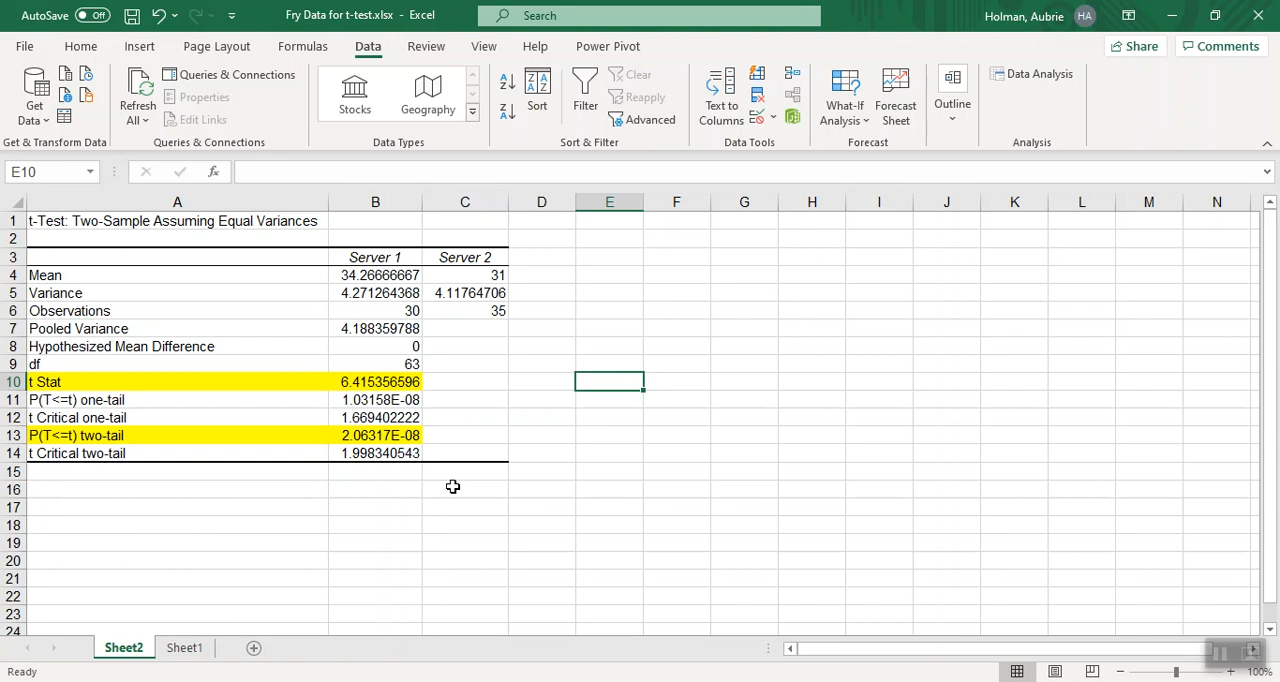 AutoSave Off Fry Data for t-test.xlsx - Excel Search Holman, Aubrie HA
File Home Insert Page Layout Formulas Data Review View Help Power Pivot Share Comments
Get Data Refresh All Queries & Connections Properties Edit Links Stocks Geography Sort Filter Clear Reapply Advanced Text to Columns What-If Analysis Forecast Sheet Outline Data Analysis
Get & Transform Data Queries & Connections Data Types Sort & Filter Data Tools Forecast Analysis
E10 fx
A B C D E F G H I J K L M N
1 t-Test: Two-Sample Assuming Equal Variances
2
3 Server 1 Server 2
4 Mean 34.26666667 31
5 Variance 4.271264368 4.11764706
6 Observations 30 35
7 Pooled Variance 4.188359788
8 Hypothesized Mean Difference 0
9 df 63
10 t Stat 6.415356596
11 P(T<=t) one-tail 1.03158E-08
12 t Critical one-tail 1.669402222
13 P(T<=t) two-tail 2.06317E-08
14 t Critical two-tail 1.998340543
15
16
17
18
19
20
21
22
23
24
Sheet2 Sheet1
Ready 100%